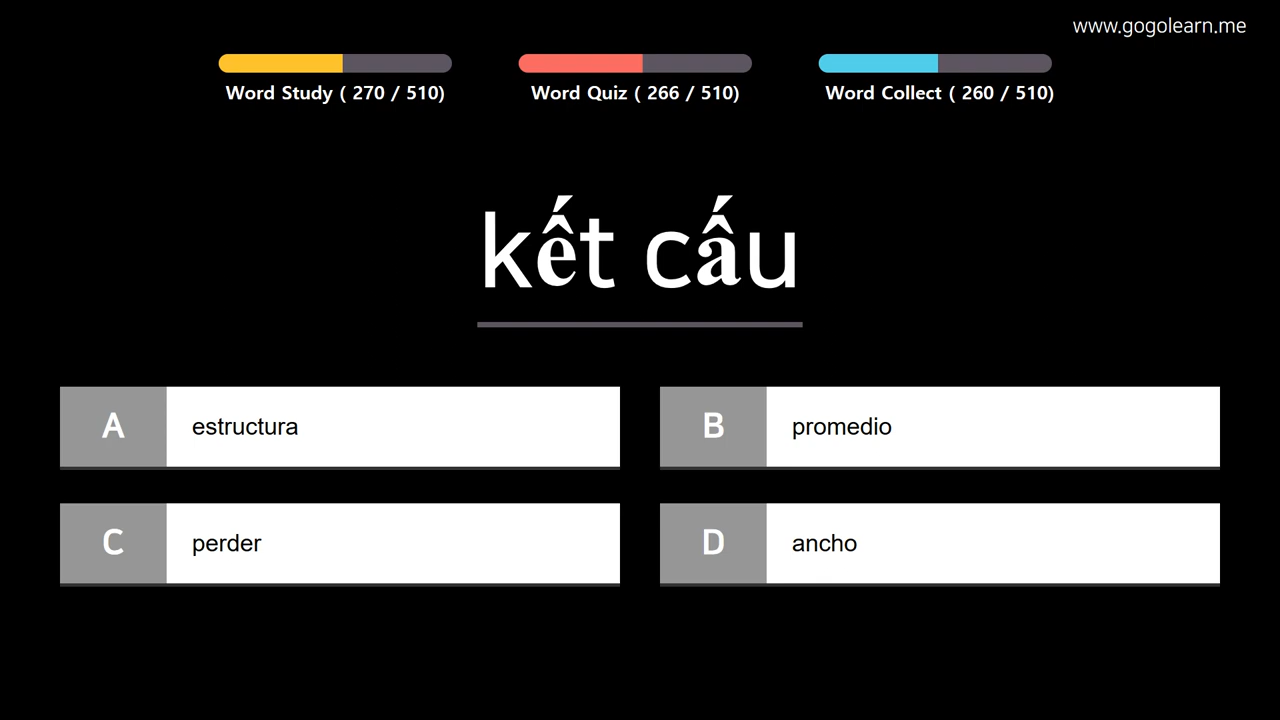 www.gogolearn.me
Word Study ( 270 / 510)
Word Quiz ( 266 / 510)
Word Collect ( 260 / 510)
kết cấu
A estructura
B promedio
C perder
D ancho